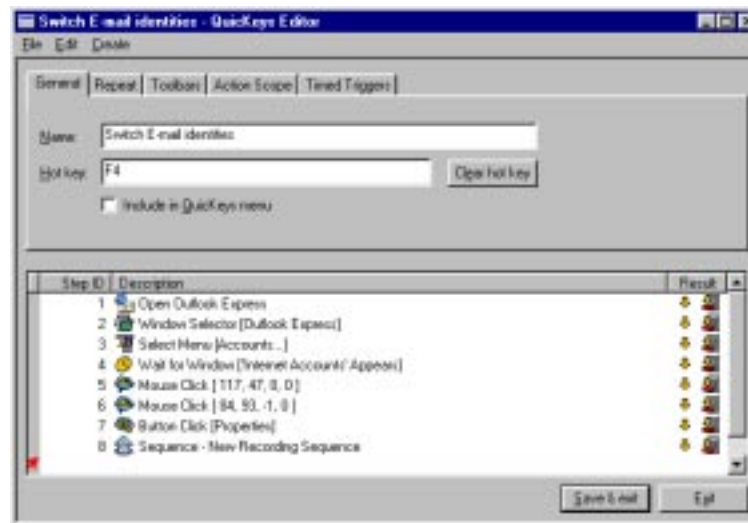 Switch E-mail identities - QuicKeys Editor
File Edit Create
General Repeat Toolbars Action Scope Timed Triggers
Name: Switch E-mail identities
Hot key: F4 Clear hot key
Include in QuicKeys menu
Step ID Description Result
1 Open Outlook Express
2 Window Selector [Outlook Express]
3 Select Menu [Accounts...]
4 Wait for Window ['Internet Accounts' Appears]
5 Mouse Click [ 117, 47, 0, 0 ]
6 Mouse Click [ 84, 93, -1, 0 ]
7 Button Click [Properties]
8 Sequence - New Recording Sequence
Save & exit Exit